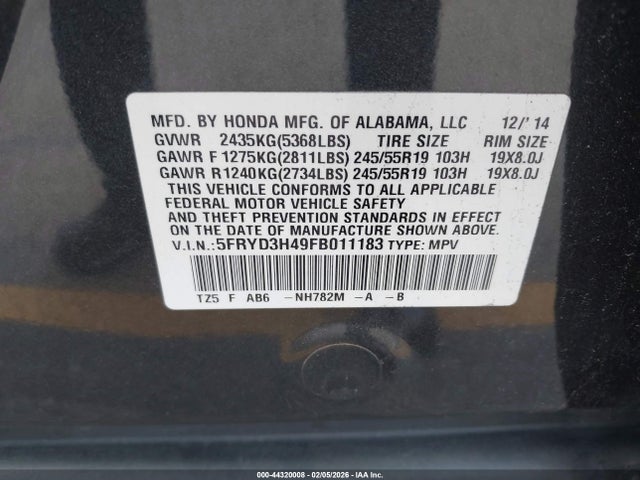 MFD. BY HONDA MFG. OF ALABAMA, LLC 12/' 14
GVWR 2435KG(5368LBS) TIRE SIZE RIM SIZE
GAWR F 1275KG(2811LBS) 245/55R19 103H 19X8.0J
GAWR R 1240KG(2734LBS) 245/55R19 103H 19X8.0J
THIS VEHICLE CONFORMS TO ALL APPLICABLE
FEDERAL MOTOR VEHICLE SAFETY
AND THEFT PREVENTION STANDARDS IN EFFECT
ON THE DATE OF MANUFACTURE SHOWN ABOVE.
V.I.N.: 5FRYD3H49FB011183 TYPE: MPV
TZ5 F AB6 -NH782M -A -B
000-44320008 - 02/05/2026 - IAA Inc.